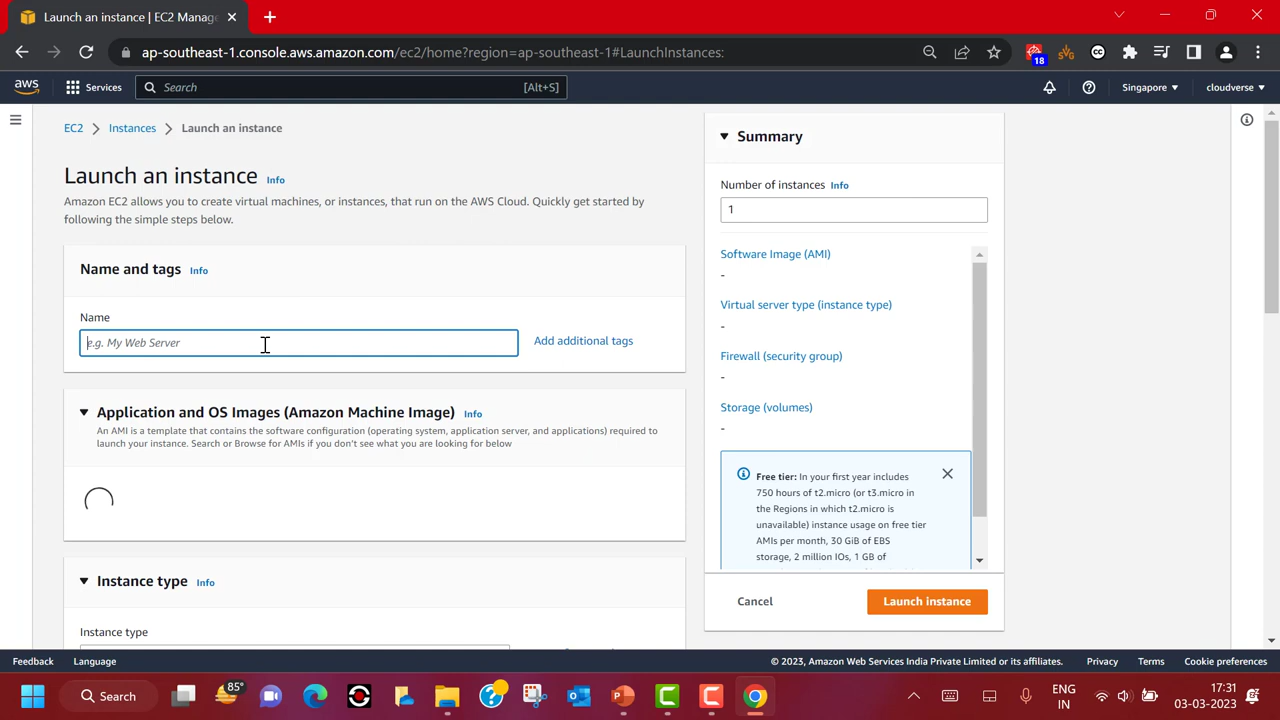 Launch an instance | EC2 Manag
ap-southeast-1.console.aws.amazon.com/ec2/home?region=ap-southeast-1#LaunchInstances:
18
aws
Services
Search
[Alt+S]
Singapore
cloudverse
EC2 > Instances > Launch an instance
Launch an instance Info
Amazon EC2 allows you to create virtual machines, or instances, that run on the AWS Cloud. Quickly get started by
following the simple steps below.
Name and tags Info
Name
e.g. My Web Server
Add additional tags
Application and OS Images (Amazon Machine Image) Info
An AMI is a template that contains the software configuration (operating system, application server, and applications) required to
launch your instance. Search or Browse for AMIs if you don't see what you are looking for below
Instance type Info
Instance type
Summary
Number of instances Info
1
Software Image (AMI)
-
Virtual server type (instance type)
-
Firewall (security group)
-
Storage (volumes)
-
Free tier: In your first year includes
750 hours of t2.micro (or t3.micro in
the Regions in which t2.micro is
unavailable) instance usage on free tier
AMIs per month, 30 GiB of EBS
storage, 2 million IOs, 1 GB of
Cancel
Launch instance
Feedback
Language
© 2023, Amazon Web Services India Private Limited or its affiliates.
Privacy
Terms
Cookie preferences
Search
85°
ENG
IN
17:31
03-03-2023